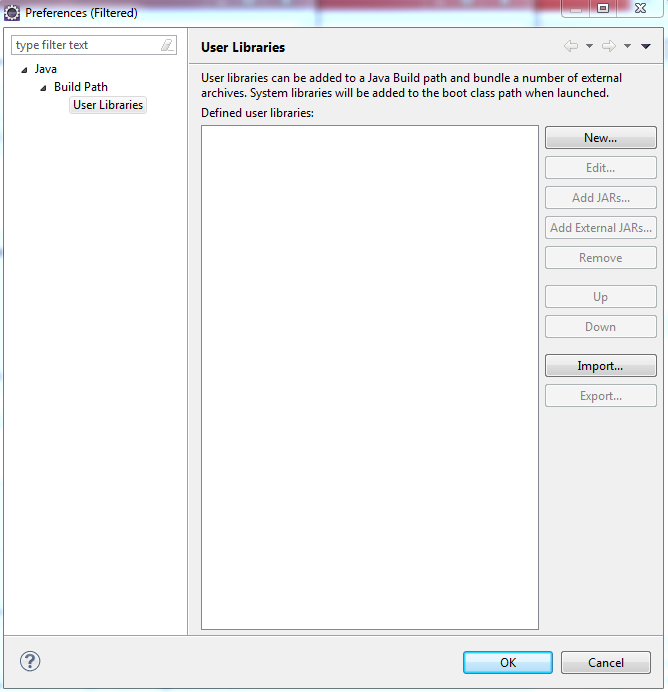 Preferences (Filtered)
type filter text
Java
Build Path
User Libraries
User Libraries
User libraries can be added to a Java Build path and bundle a number of external
archives. System libraries will be added to the boot class path when launched.
Defined user libraries:
New...
Edit...
Add JARs...
Add External JARs...
Remove
Up
Down
Import...
Export...
?
OK
Cancel